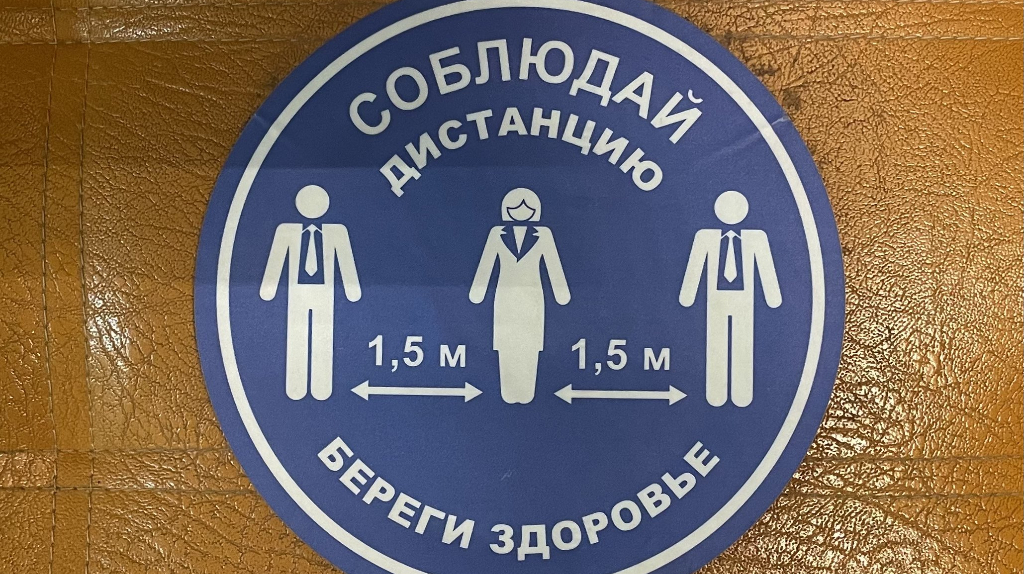 СОБЛЮДАЙ
ДИСТАНЦИЮ
1,5 м
1,5 м
БЕРЕГИ ЗДОРОВЬЕ